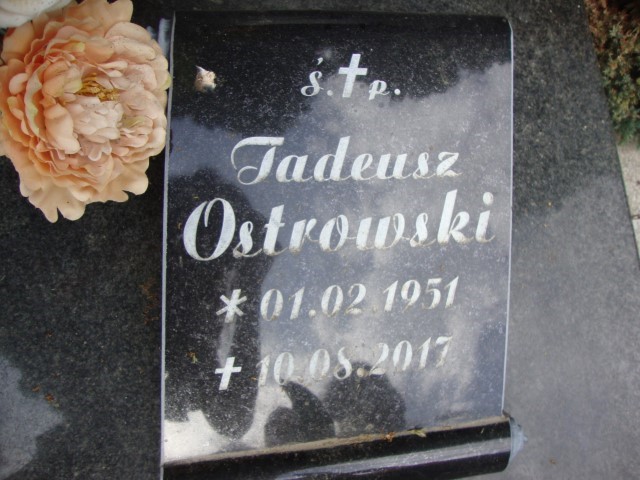 ś.✝p.
Tadeusz
Ostrowski
* 01.02.1951
✝ 10.08.2017